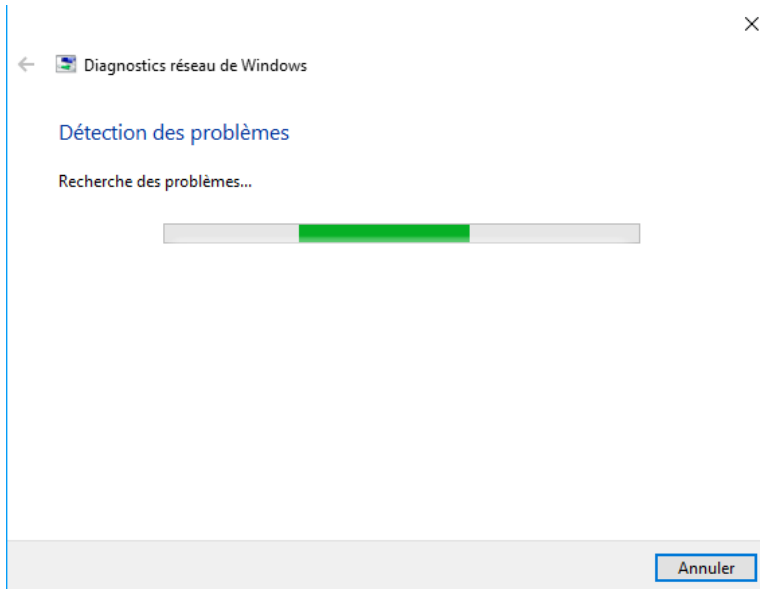 Diagnostics réseau de Windows
Détection des problèmes
Recherche des problèmes...
Annuler